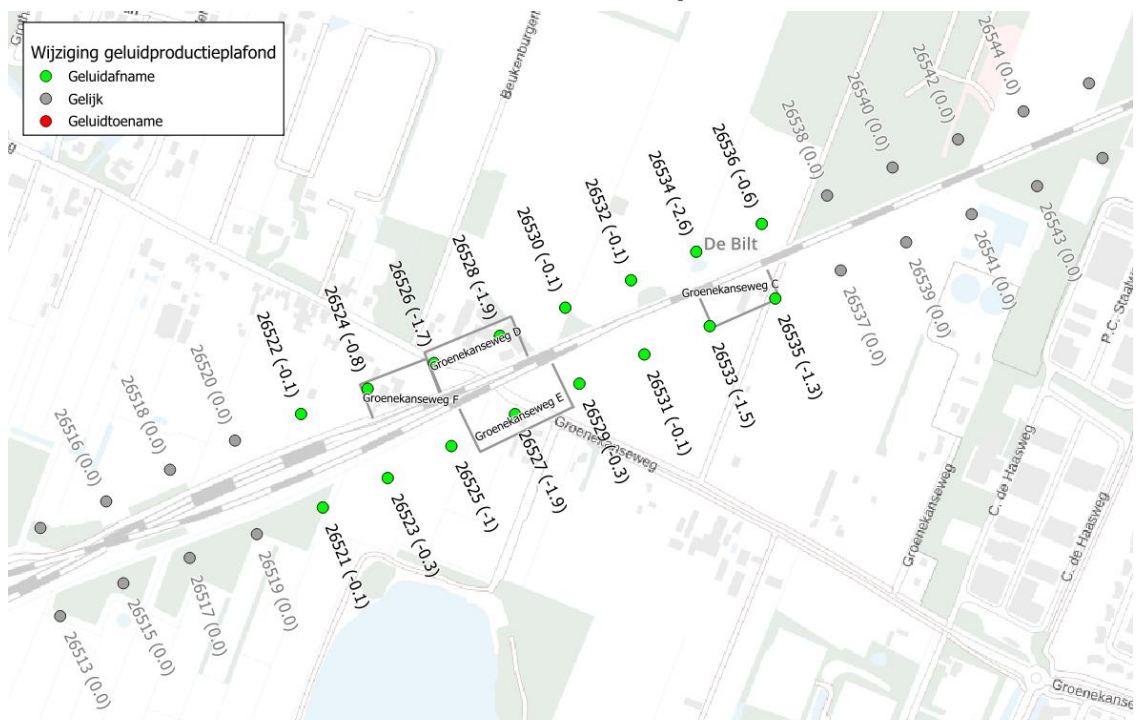 Wijziging geluidproductieplafond
Geluidafname
Gelijk
Geluidtoename
Beukenburgerw
26544 (0.0)
26542 (0.0)
26540 (0.0)
26538 (0.0)
26536 (-0.6)
26534 (-2.6)
26532 (-0.1)
26530 (-0.1)
26528 (-1.9)
26526 (-1.7)
26524 (-0.8)
26522 (-0.1)
26520 (0.0)
26518 (0.0)
26516 (0.0)
De Bilt
Groenekanseweg C
Groenekanseweg D
Groenekanseweg F
Groenekanseweg E
Groenekanseweg
26543 (0.0)
26541 (0.0)
26539 (0.0)
26537 (0.0)
26535 (-1.3)
26533 (-1.5)
26531 (-0.1)
26529 (-0.3)
26527 (-1.9)
26525 (-1)
26523 (-0.3)
26521 (-0.1)
26519 (0.0)
26517 (0.0)
26515 (0.0)
26513 (0.0)
P.C. Staalw
Groenekanseweg
C. de Haasweg
C. de Haasweg
Groenekansew